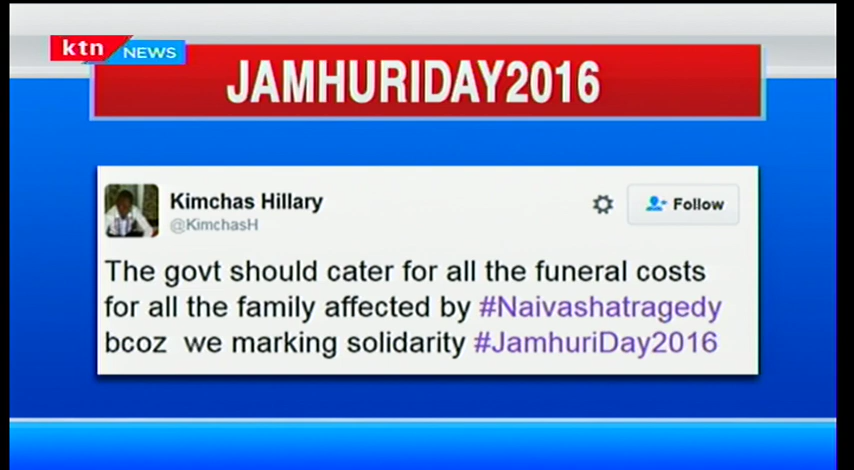 ktn NEWS
JAMHURIDAY2016
Kimchas Hillary
@KimchasH
Follow
The govt should cater for all the funeral costs
for all the family affected by #Naivashatragedy
bcoz we marking solidarity #JamhuriDay2016